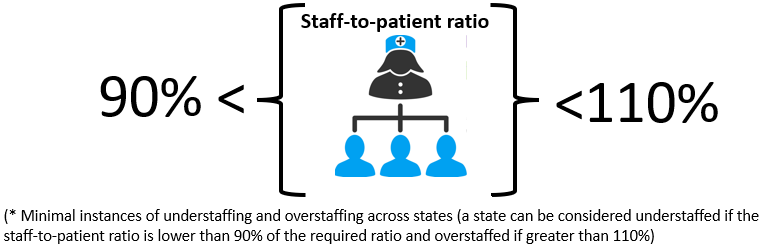 Staff-to-patient ratio
90% < <110%
(* Minimal instances of understaffing and overstaffing across states (a state can be considered understaffed if the
staff-to-patient ratio is lower than 90% of the required ratio and overstaffed if greater than 110%)